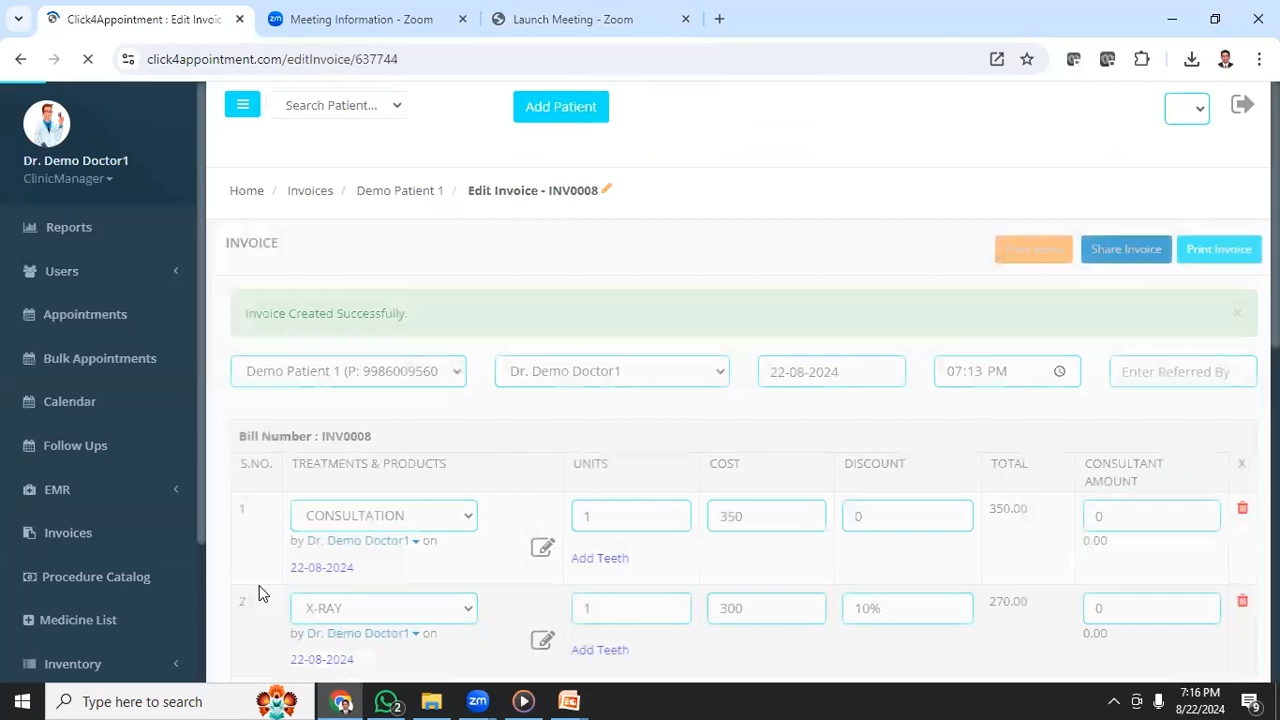 Click4Appointment : Edit Invoic
Meeting Information - Zoom
Launch Meeting - Zoom
click4appointment.com/editInvoice/637744
Search Patient...
Add Patient
Dr. Demo Doctor1
ClinicManager
Home / Invoices / Demo Patient 1 / Edit Invoice - INV0008
Reports
Users
Appointments
Bulk Appointments
Calendar
Follow Ups
EMR
Invoices
Procedure Catalog
Medicine List
Inventory
INVOICE
Share Invoice
Print Invoice
Invoice Created Successfully.
×
Demo Patient 1 (P: 9986009560
Dr. Demo Doctor1
22-08-2024
07:13 PM
Enter Referred By
Bill Number : INV0008
S.NO. TREATMENTS & PRODUCTS UNITS COST DISCOUNT TOTAL CONSULTANT AMOUNT X
1 CONSULTATION 1 350 0 350.00 0
by Dr. Demo Doctor1 on 0.00
22-08-2024
Add Teeth
2 X-RAY 1 300 10% 270.00 0
by Dr. Demo Doctor1 on 0.00
22-08-2024
Add Teeth
Type here to search
2
zm
7:16 PM
8/22/2024
9